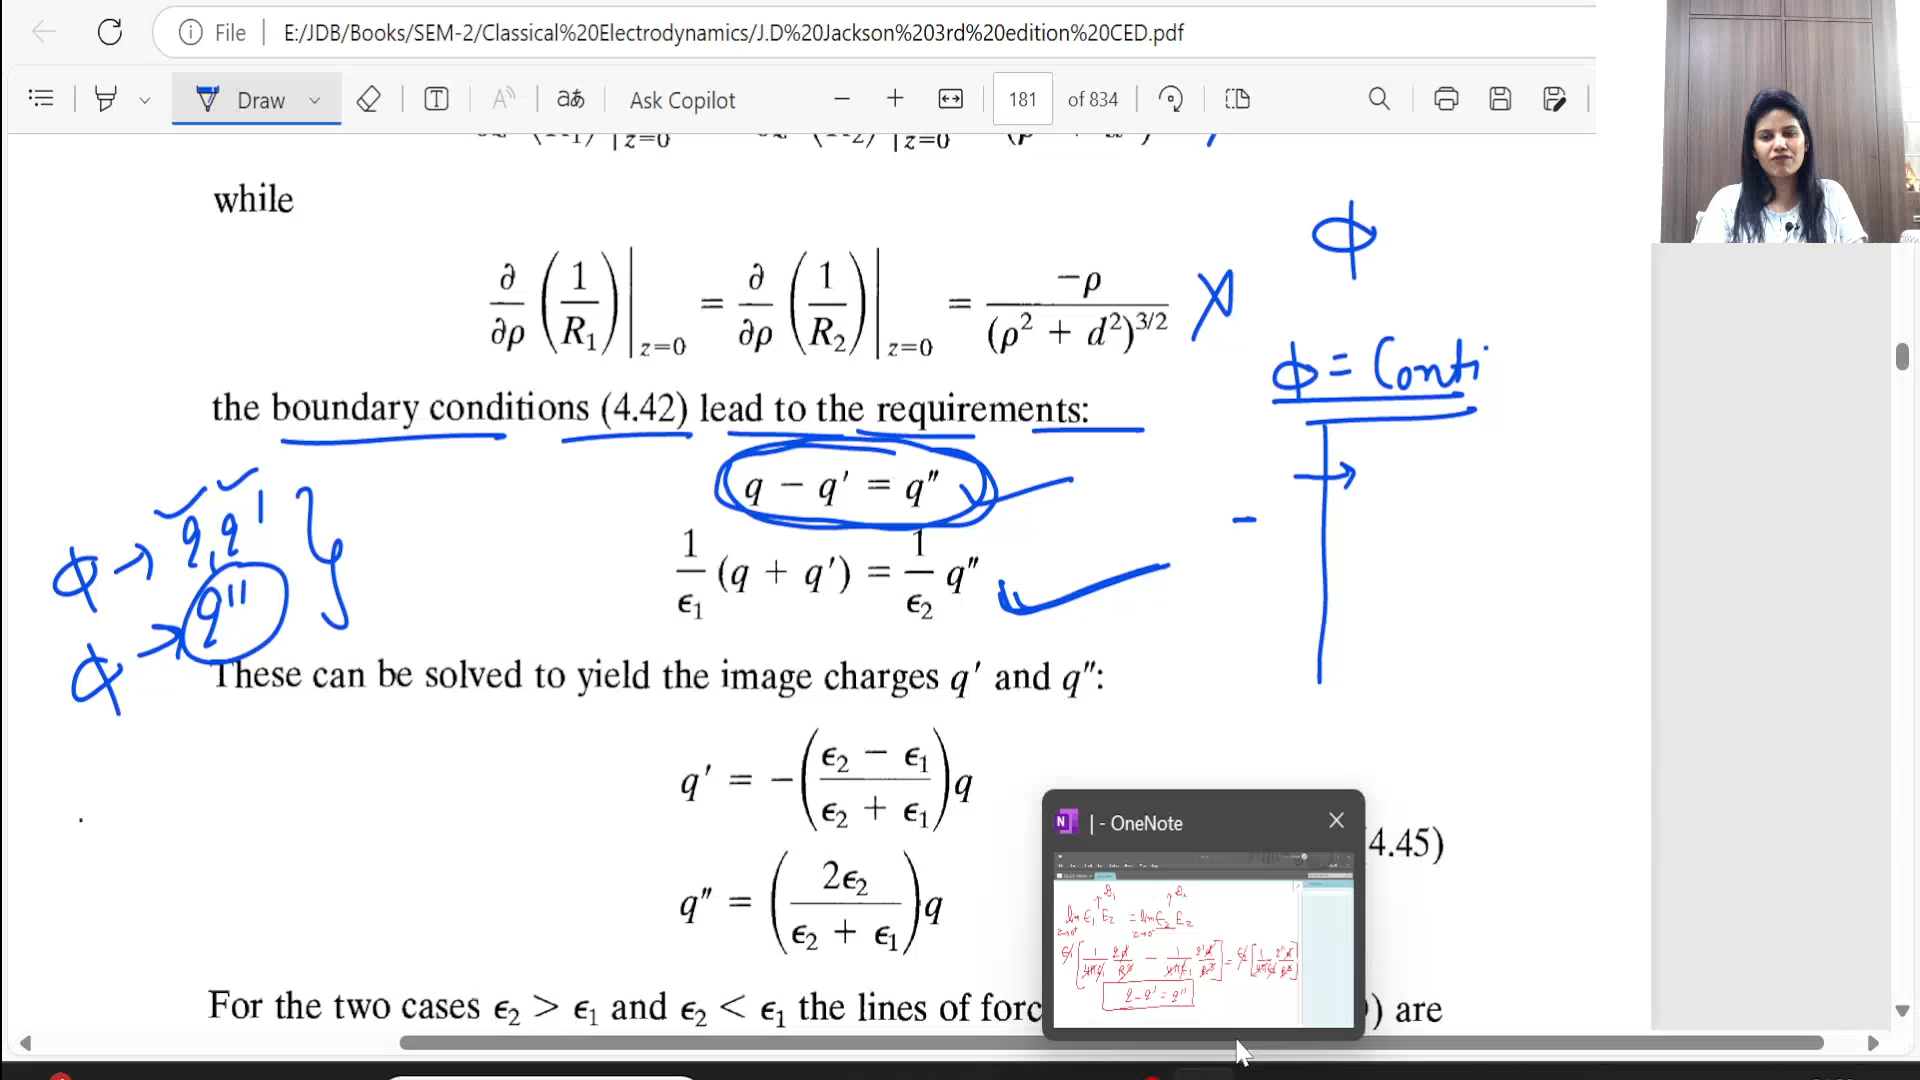 File | E:/JDB/Books/SEM-2/Classical%20Electrodynamics/J.D%20Jackson%203rd%20edition%20CED.pdf
Draw aあ Ask Copilot 181 of 834
while
∂/∂ρ (1/R₁)|z=0 = ∂/∂ρ (1/R₂)|z=0 = −ρ/(ρ² + d²)^3/2
ϕ
ϕ = Conti
the boundary conditions (4.42) lead to the requirements:
q − q′ = q″
1/ϵ₁ (q + q′) = 1/ϵ₂ q″
ϕ → q, q′
ϕ → q″
These can be solved to yield the image charges q′ and q″:
q′ = −((ϵ₂ − ϵ₁)/(ϵ₂ + ϵ₁))q
q″ = (2ϵ₂/(ϵ₂ + ϵ₁))q
4.45)
| - OneNote
q − q′ = q″
For the two cases ϵ₂ > ϵ₁ and ϵ₂ < ϵ₁ the lines of forc
) are